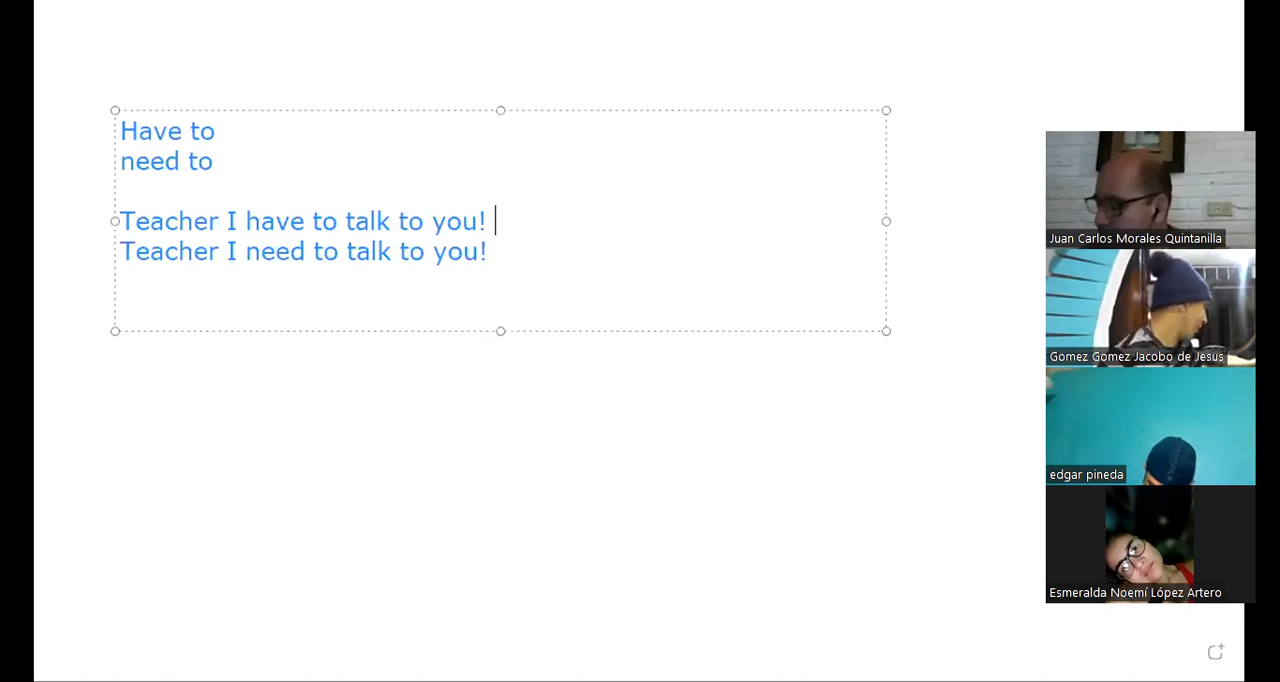 Have to
need to
Teacher I have to talk to you!
Teacher I need to talk to you!
Juan Carlos Morales Quintanilla
Gomez Gomez Jacobo de Jesus
edgar pineda
Esmeralda Noemí López Artero